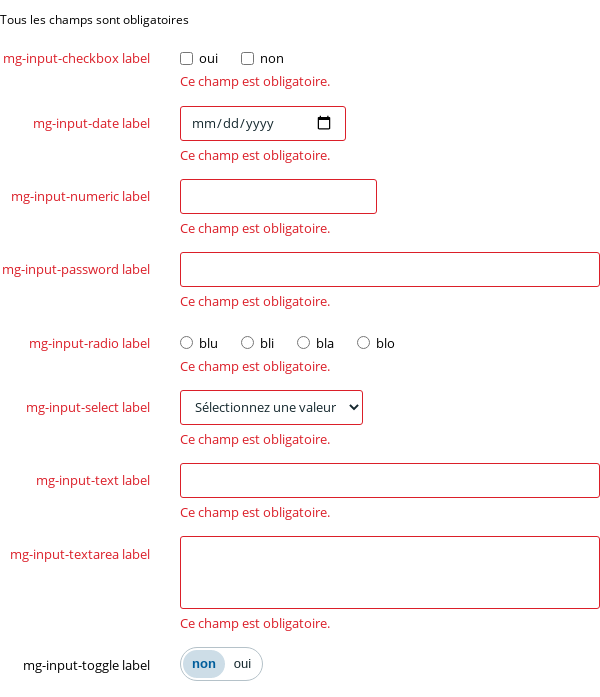 Tous les champs sont obligatoires
mg-input-checkbox label oui non
Ce champ est obligatoire.
mg-input-date label mm/dd/yyyy
Ce champ est obligatoire.
mg-input-numeric label
Ce champ est obligatoire.
mg-input-password label
Ce champ est obligatoire.
mg-input-radio label blu bli bla blo
Ce champ est obligatoire.
mg-input-select label Sélectionnez une valeur
Ce champ est obligatoire.
mg-input-text label
Ce champ est obligatoire.
mg-input-textarea label
Ce champ est obligatoire.
mg-input-toggle label non oui